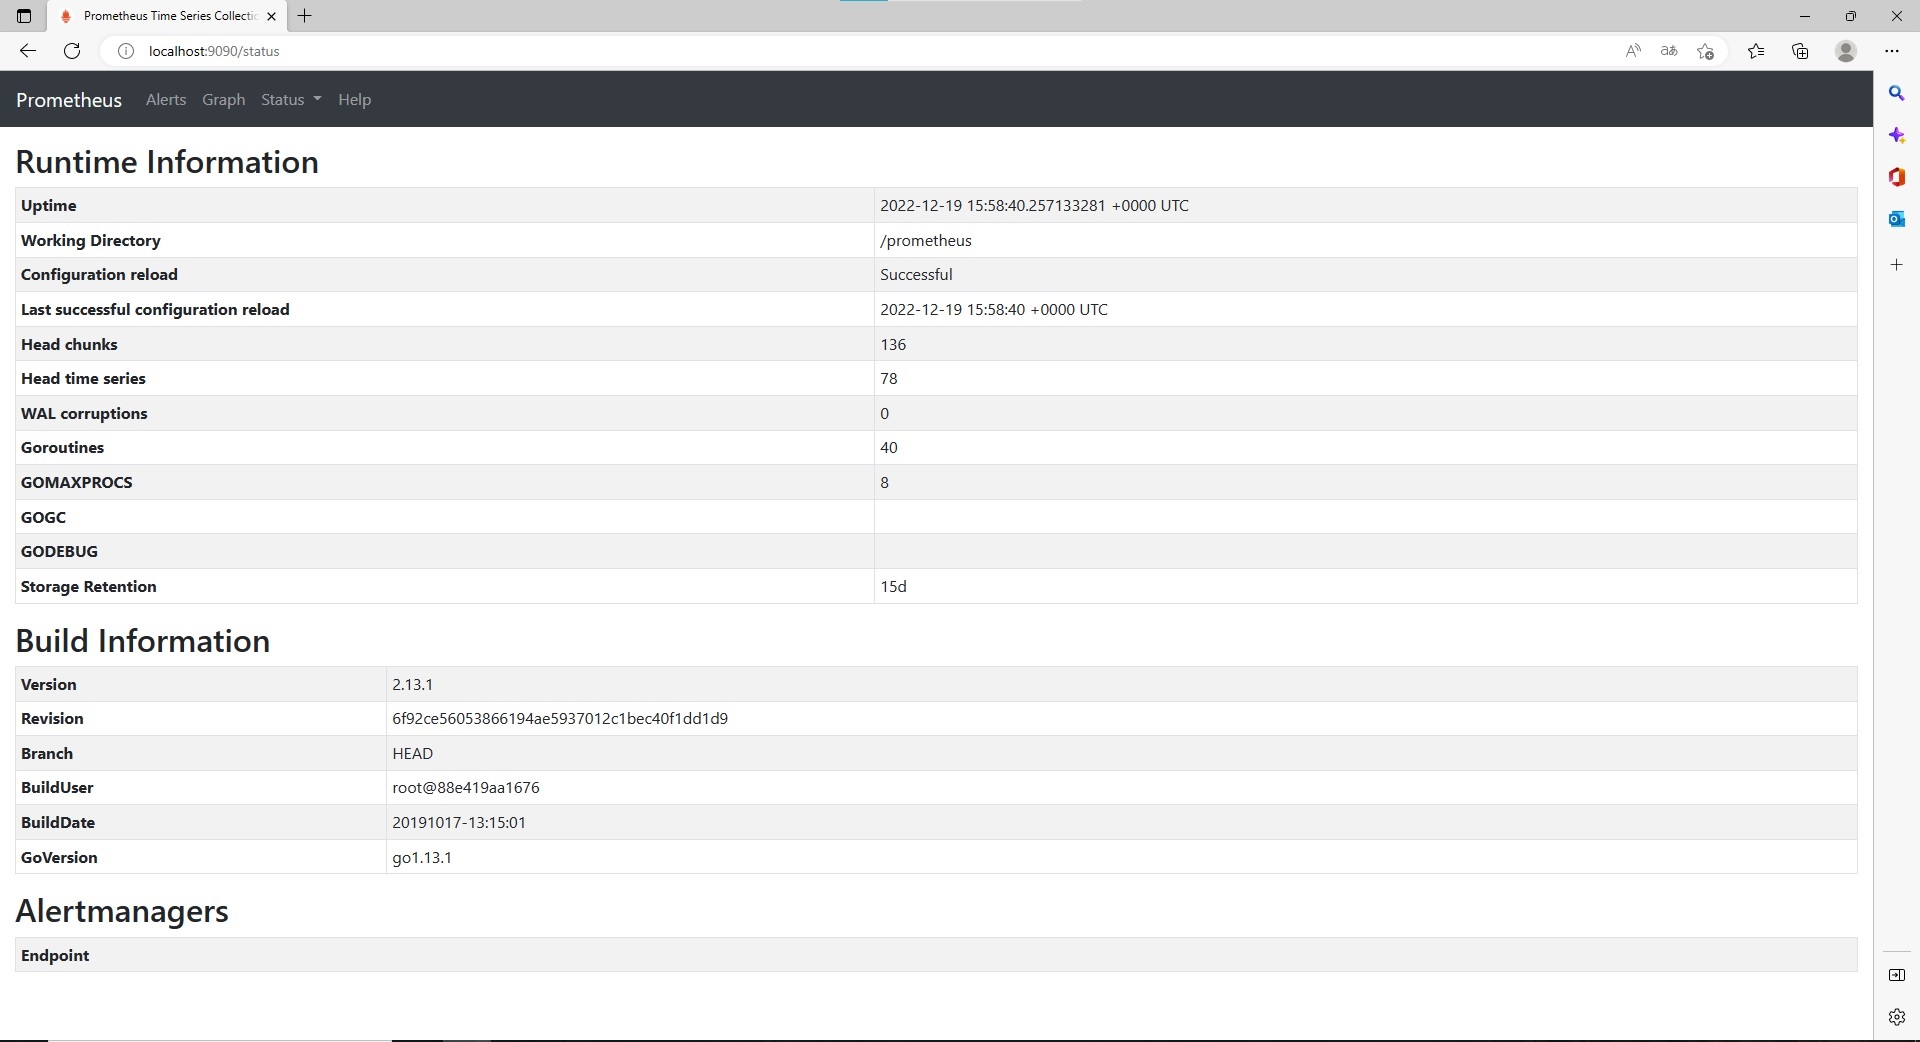 Prometheus Time Series Collectic
localhost:9090/status
Prometheus Alerts Graph Status Help
Runtime Information
Uptime 2022-12-19 15:58:40.257133281 +0000 UTC
Working Directory /prometheus
Configuration reload Successful
Last successful configuration reload 2022-12-19 15:58:40 +0000 UTC
Head chunks 136
Head time series 78
WAL corruptions 0
Goroutines 40
GOMAXPROCS 8
GOGC
GODEBUG
Storage Retention 15d
Build Information
Version 2.13.1
Revision 6f92ce56053866194ae5937012c1bec40f1dd1d9
Branch HEAD
BuildUser root@88e419aa1676
BuildDate 20191017-13:15:01
GoVersion go1.13.1
Alertmanagers
Endpoint